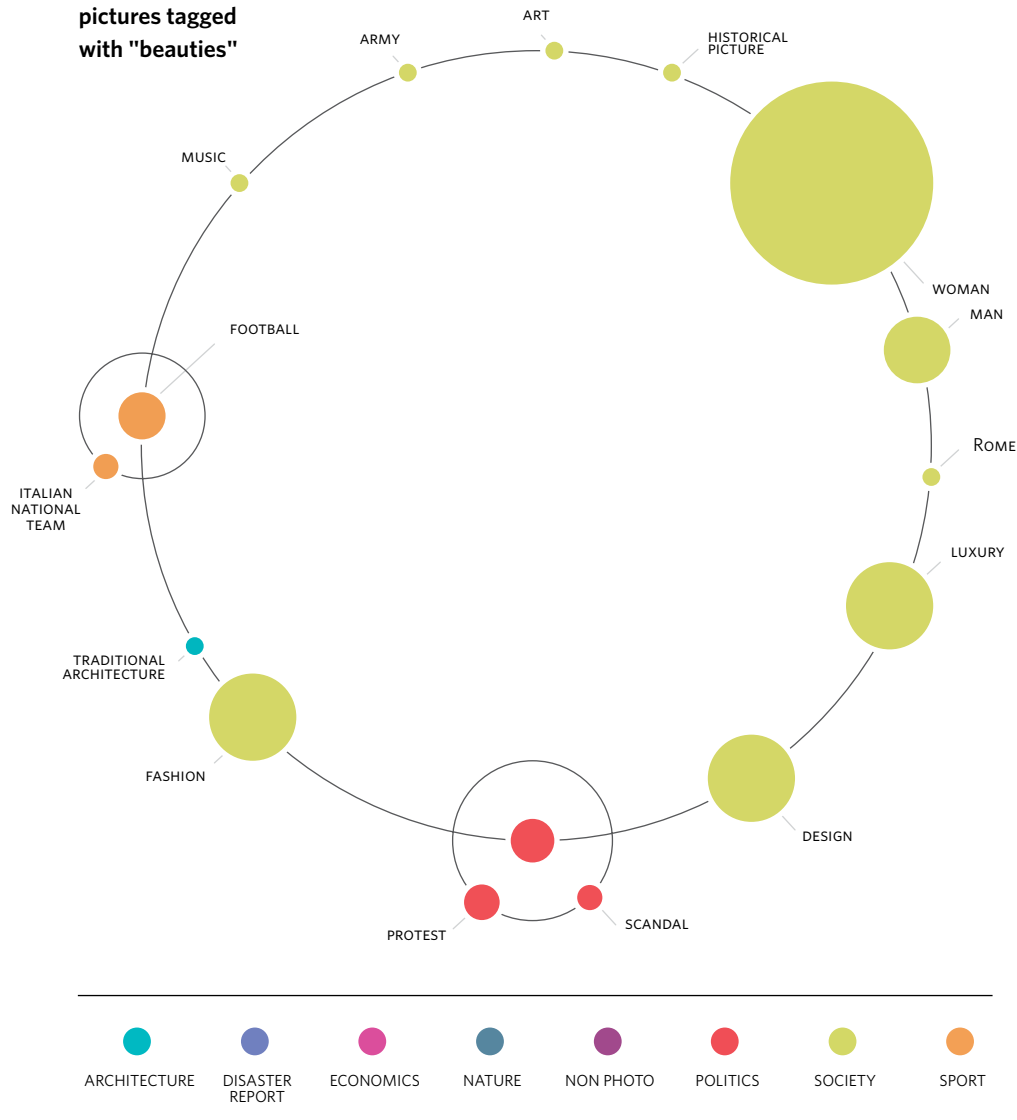 pictures tagged
with "beauties"
ART
ARMY
HISTORICAL
PICTURE
MUSIC
WOMAN
MAN
FOOTBALL
ROME
ITALIAN
NATIONAL
TEAM
LUXURY
TRADITIONAL
ARCHITECTURE
FASHION
DESIGN
PROTEST
SCANDAL
ARCHITECTURE
DISASTER
REPORT
ECONOMICS
NATURE
NON PHOTO
POLITICS
SOCIETY
SPORT